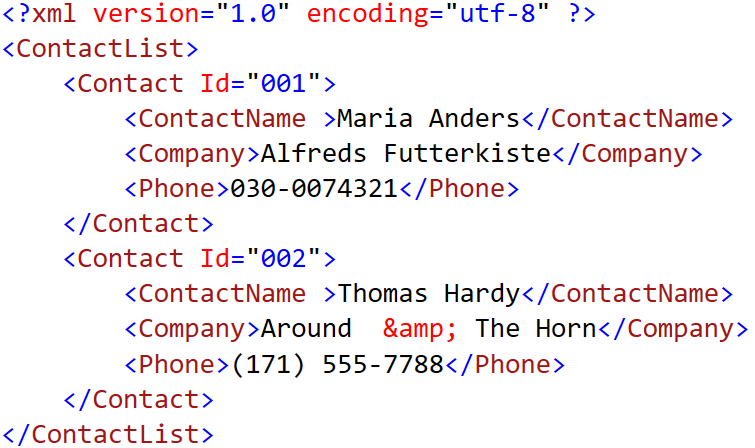 <?xml version="1.0" encoding="utf-8" ?>
<ContactList>
    <Contact Id="001">
        <ContactName >Maria Anders</ContactName>
        <Company>Alfreds Futterkiste</Company>
        <Phone>030-0074321</Phone>
    </Contact>
    <Contact Id="002">
        <ContactName >Thomas Hardy</ContactName>
        <Company>Around  &amp; The Horn</Company>
        <Phone>(171) 555-7788</Phone>
    </Contact>
</ContactList>